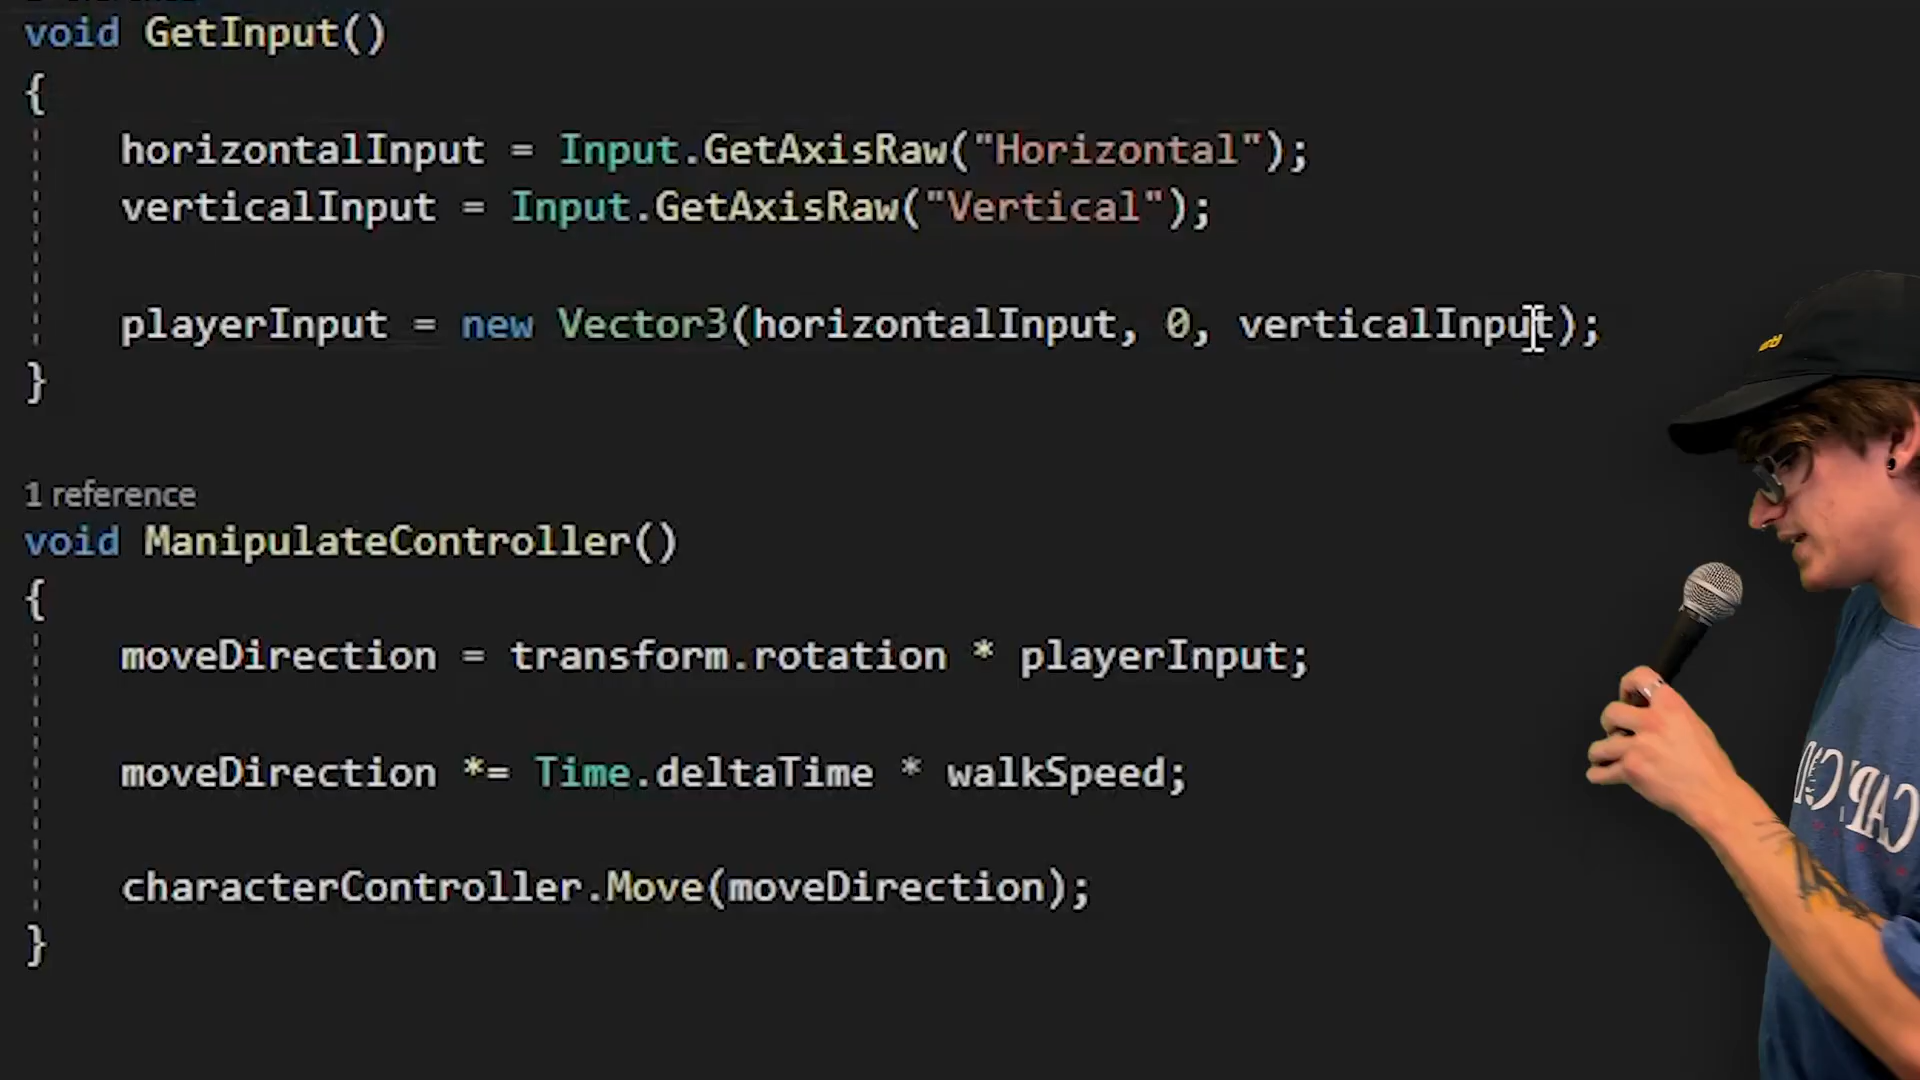 void GetInput()
{
horizontalInput = Input.GetAxisRaw("Horizontal");
verticalInput = Input.GetAxisRaw("Vertical");
playerInput = new Vector3(horizontalInput, 0, verticalInput);
}
1 reference
void ManipulateController()
{
moveDirection = transform.rotation * playerInput;
moveDirection *= Time.deltaTime * walkSpeed;
characterController.Move(moveDirection);
}